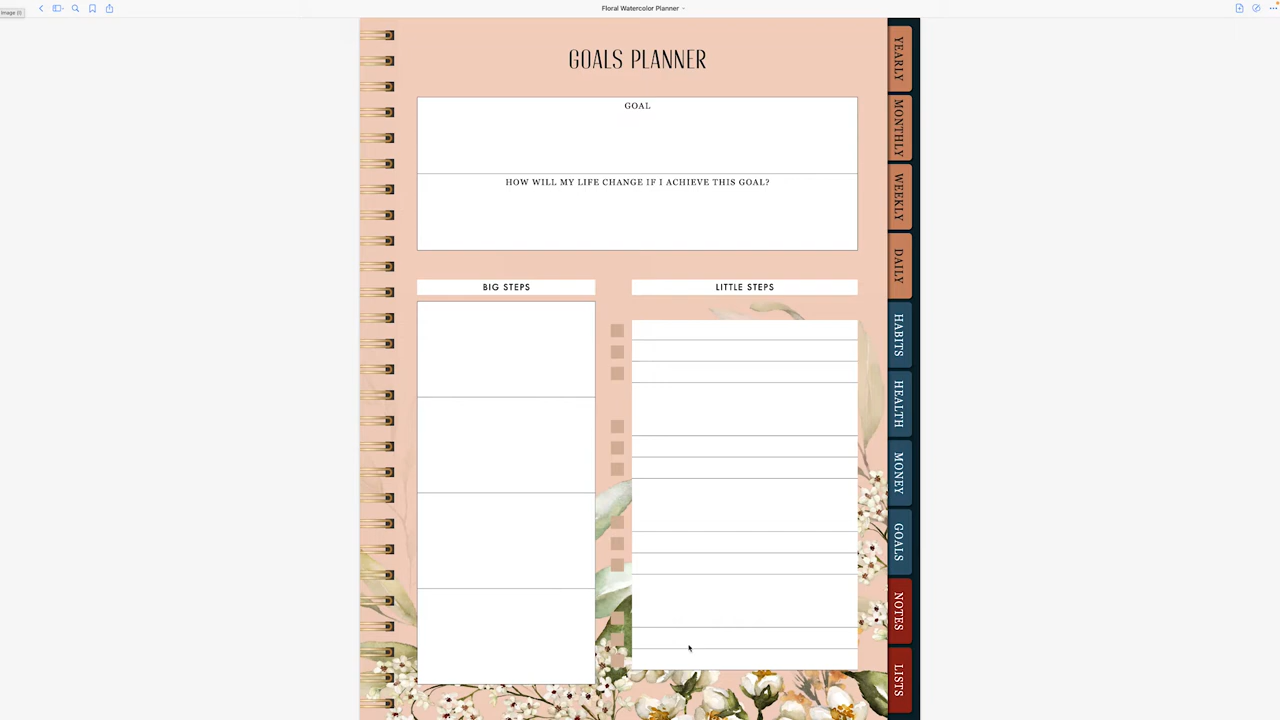 Image (I)
Floral Watercolor Planner
GOALS PLANNER
GOAL
HOW WILL MY LIFE CHANGE IF I ACHIEVE THIS GOAL?
BIG STEPS
LITTLE STEPS
YEARLY
MONTHLY
WEEKLY
DAILY
HABITS
HEALTH
MONEY
GOALS
NOTES
LISTS